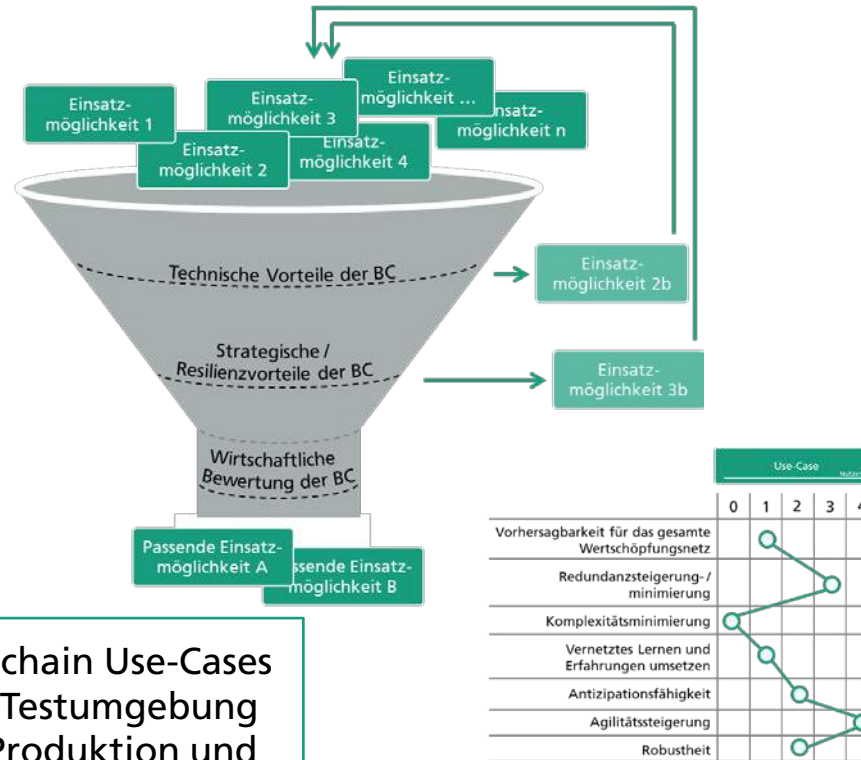 Einsatz-
möglichkeit 1
Einsatz-
möglichkeit 2
Einsatz-
möglichkeit 3
Einsatz-
möglichkeit 4
Einsatz-
möglichkeit ...
nsatz-
möglichkeit n
Technische Vorteile der BC
Einsatz-
möglichkeit 2b
Strategische /
Resilienzvorteile der BC
Einsatz-
möglichkeit 3b
Wirtschaftliche
Bewertung der BC
Passende Einsatz-
möglichkeit A
ssende Einsatz-
möglichkeit B
chain Use-Cases
Testumgebung
Produktion und
Use-Case
0 1 2 3 4
Vorhersagbarkeit für das gesamte
Wertschöpfungsnetz
Redundanzsteigerung-/
minimierung
Komplexitätsminimierung
Vernetztes Lernen und
Erfahrungen umsetzen
Antizipationsfähigkeit
Agilitätssteigerung
Robustheit